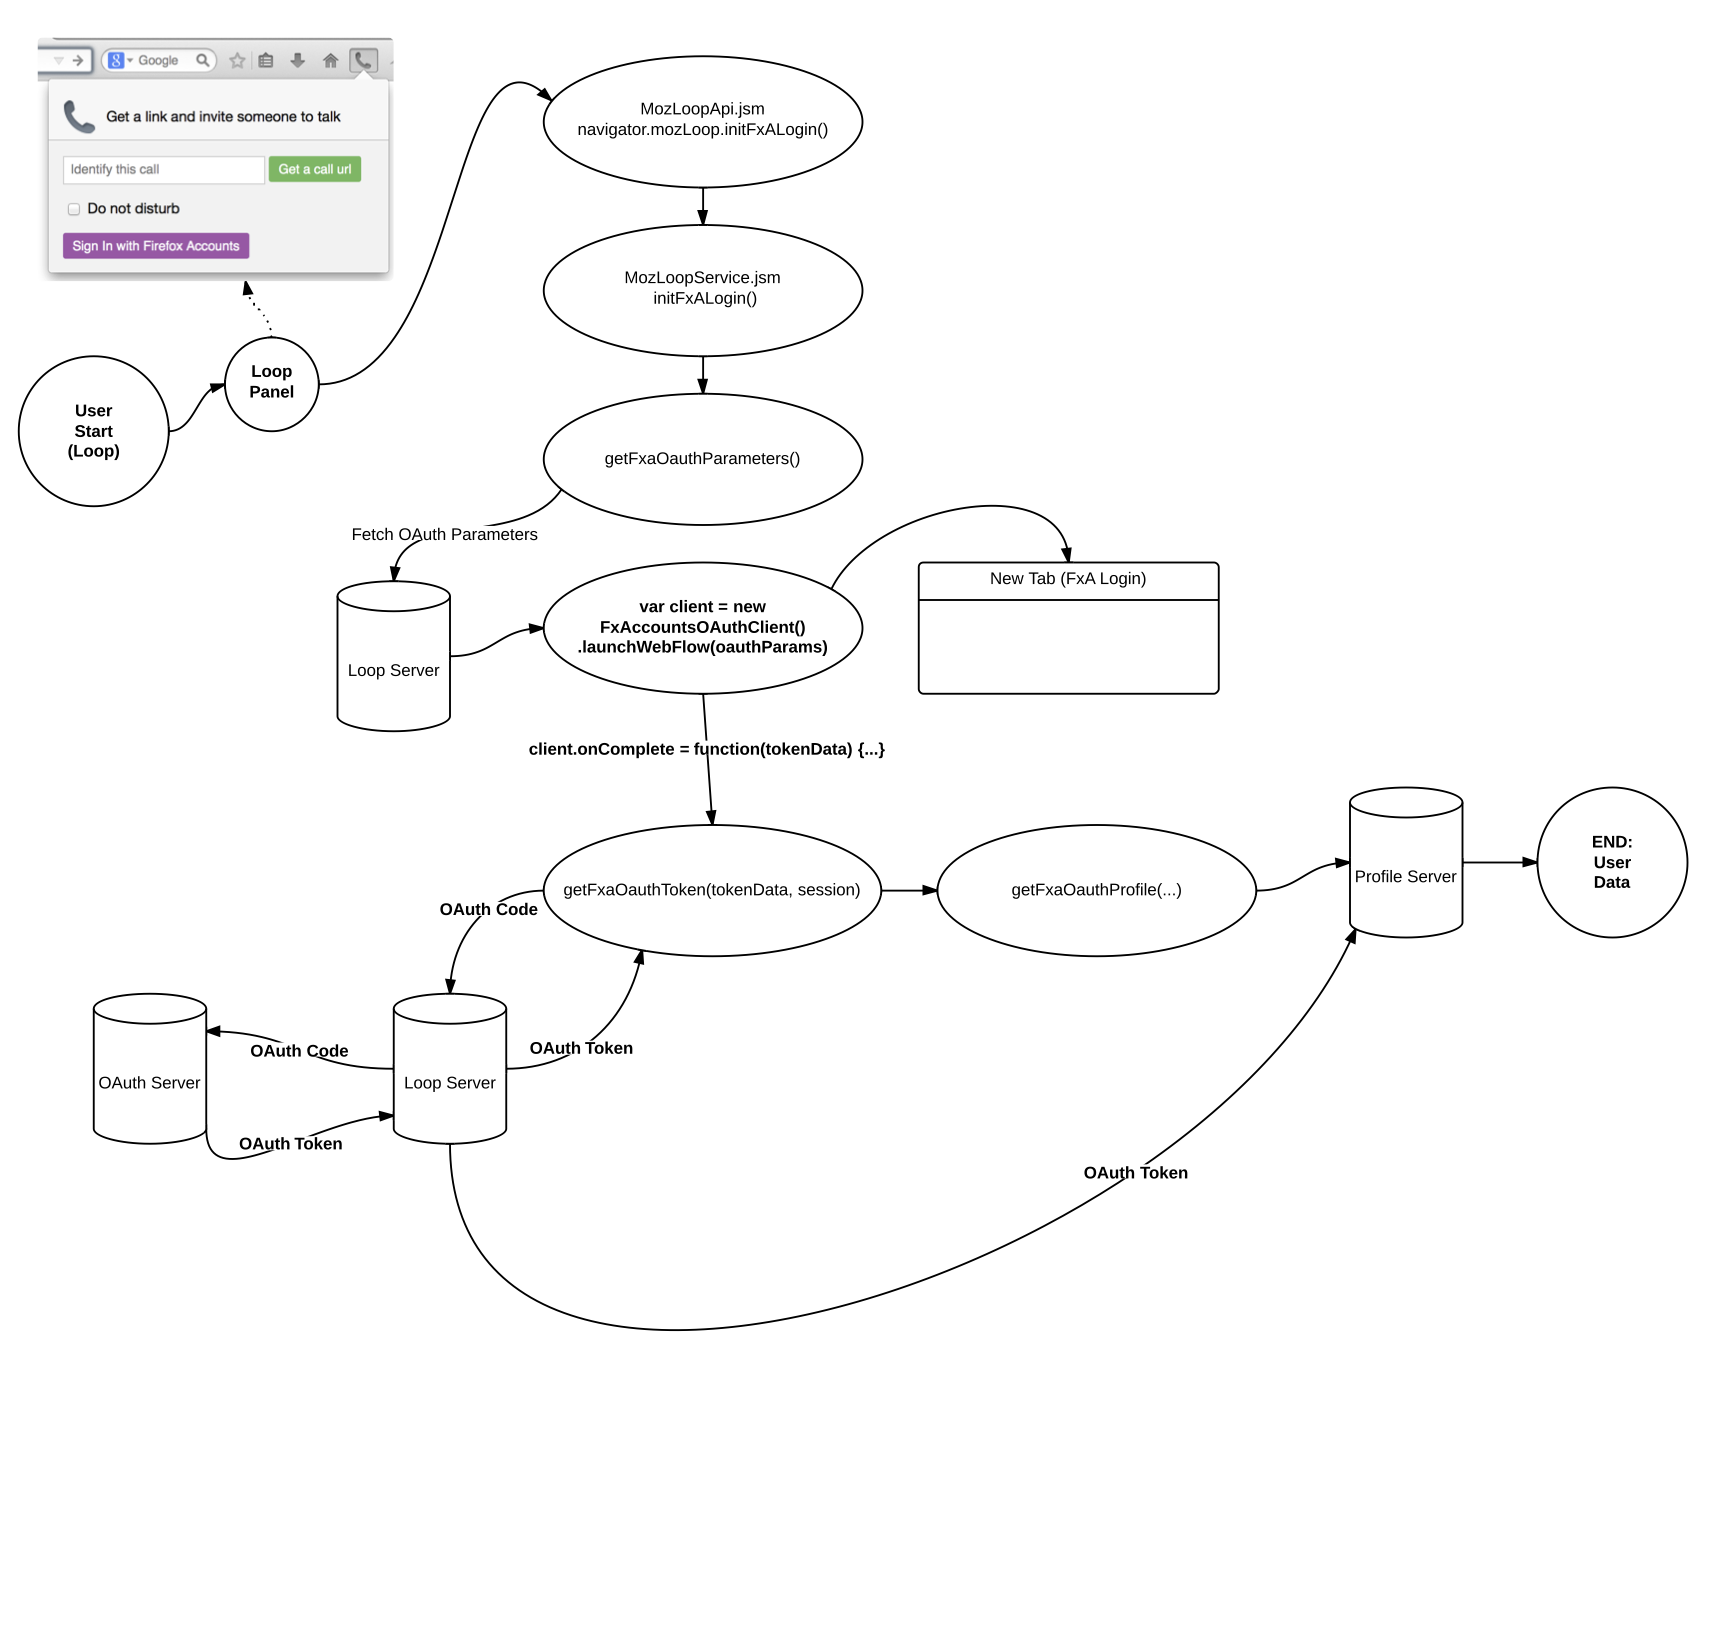 Google
Get a link and invite someone to talk
Identify this call
Get a call url
Do not disturb
Sign In with Firefox Accounts
User
Start
(Loop)
Loop
Panel
MozLoopApi.jsm
navigator.mozLoop.initFxALogin()
MozLoopService.jsm
initFxALogin()
getFxaOauthParameters()
Fetch OAuth Parameters
Loop Server
var client = new
FxAccountsOAuthClient()
.launchWebFlow(oauthParams)
New Tab (FxA Login)
client.onComplete = function(tokenData) {...}
getFxaOauthToken(tokenData, session)
getFxaOauthProfile(...)
Profile Server
END:
User
Data
OAuth Code
OAuth Server
OAuth Code
Loop Server
OAuth Token
OAuth Token
OAuth Token